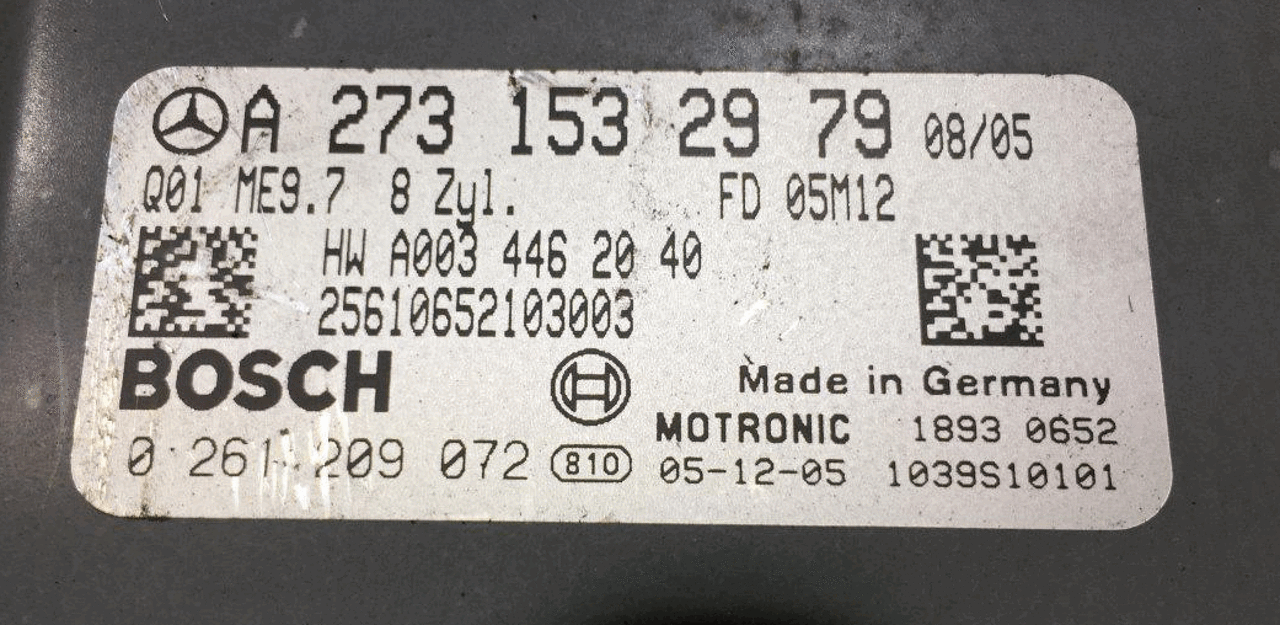 A 273 153 29 79 08/05
Q01 ME9.7 8 Zyl. FD 05M12
HW A003 446 20 40
25610652103003
BOSCH Made in Germany
MOTRONIC 1893 0652
0 261 209 072 810 05-12-05 1039S10101